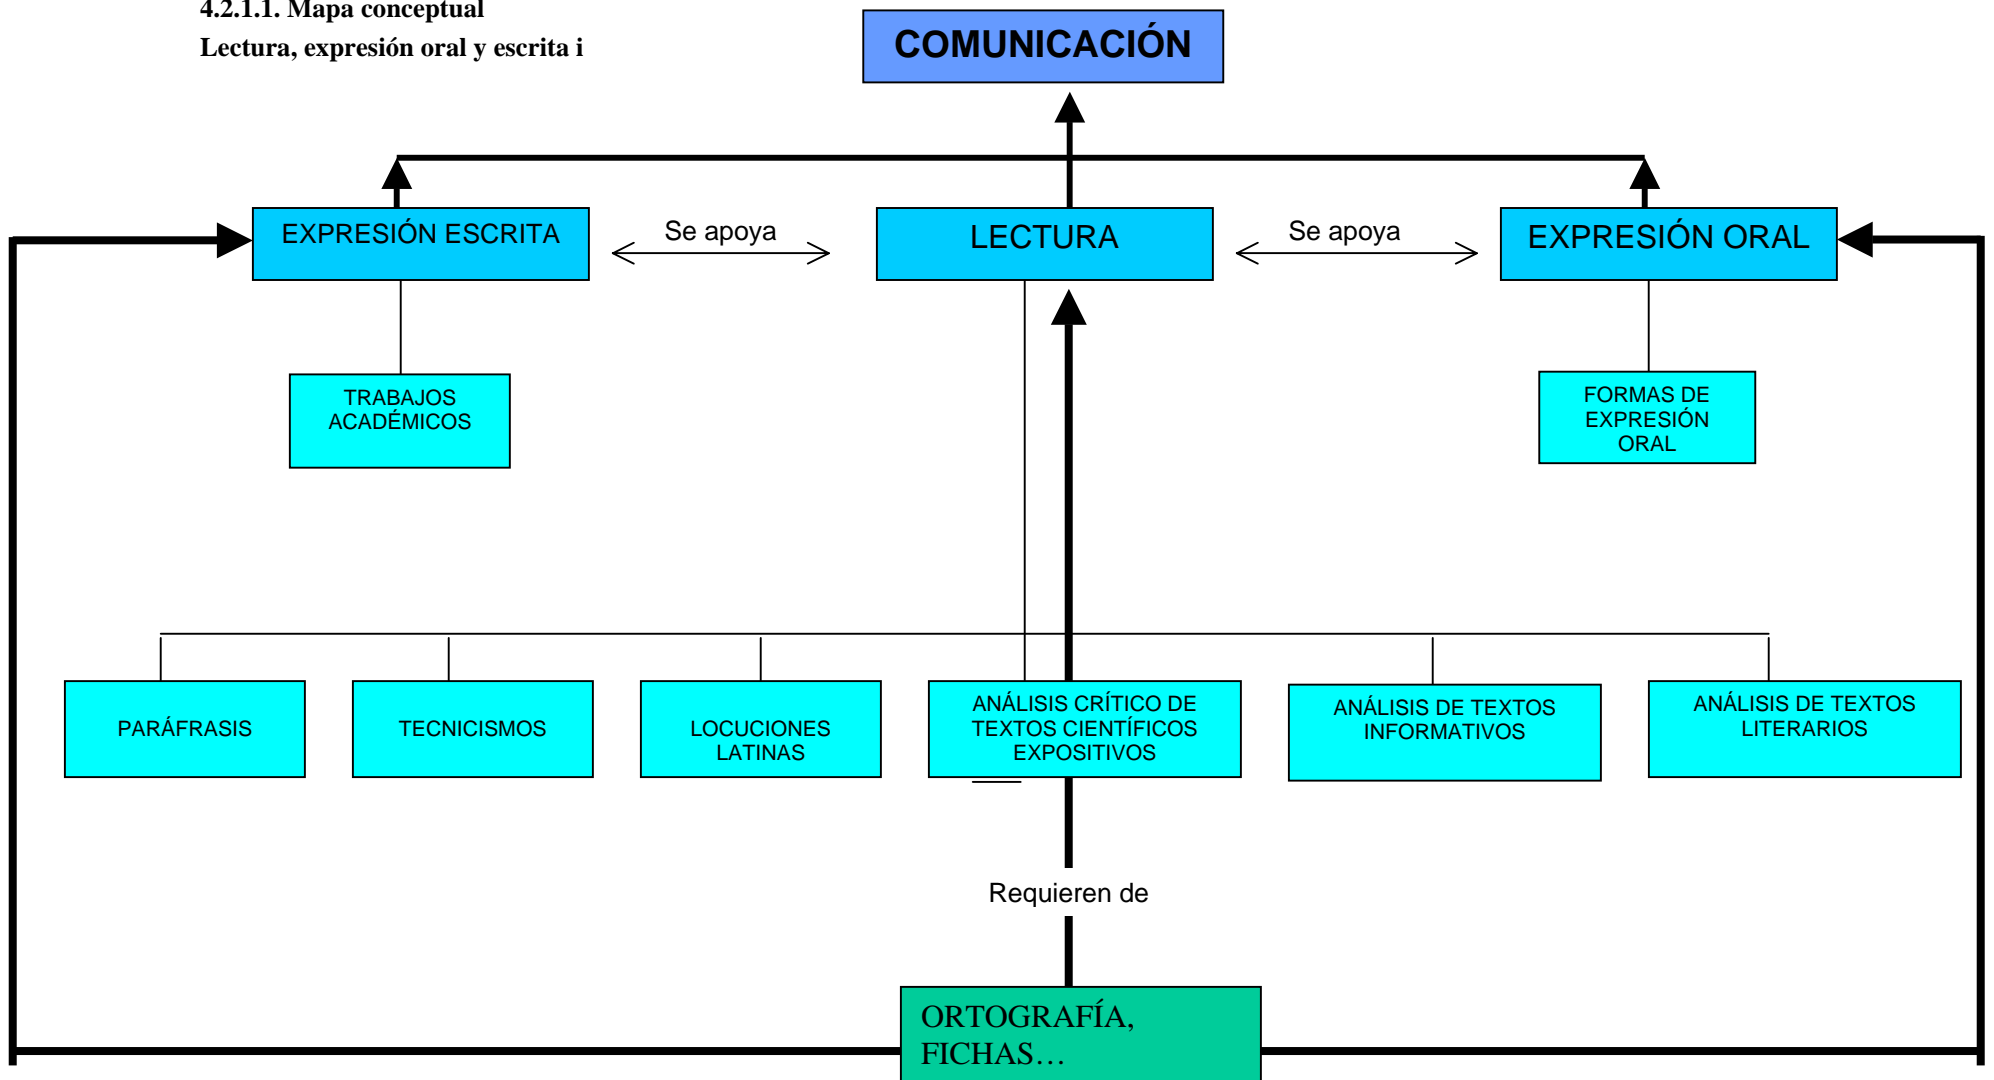 4.2.1.1. Mapa conceptual
Lectura, expresión oral y escrita i
COMUNICACIÓN
EXPRESIÓN ESCRITA
Se apoya
LECTURA
Se apoya
EXPRESIÓN ORAL
TRABAJOS
ACADÉMICOS
FORMAS DE
EXPRESIÓN
ORAL
PARÁFRASIS
TECNICISMOS
LOCUCIONES
LATINAS
ANÁLISIS CRÍTICO DE
TEXTOS CIENTÍFICOS
EXPOSITIVOS
ANÁLISIS DE TEXTOS
INFORMATIVOS
ANÁLISIS DE TEXTOS
LITERARIOS
Requieren de
ORTOGRAFÍA,
FICHAS…